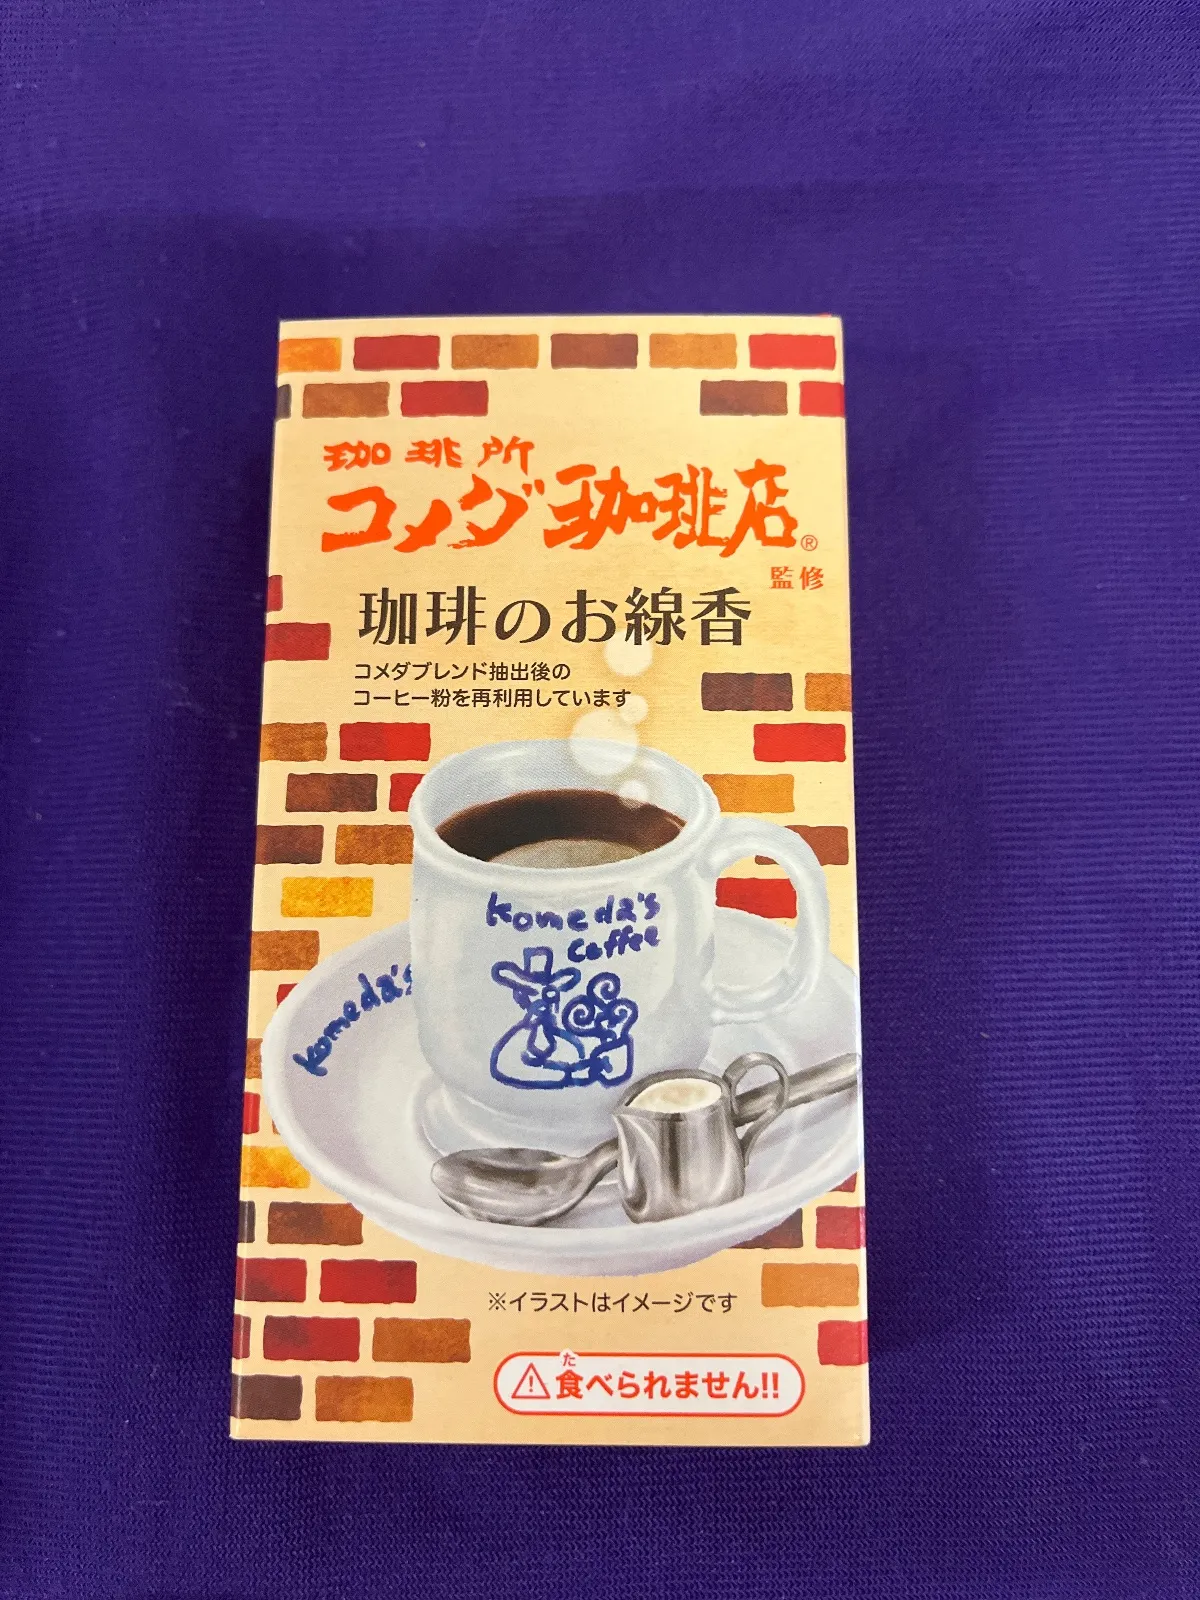 珈琲所
コメダ珈琲店®
監修
珈琲のお線香
コメダブレンド抽出後の
コーヒー粉を再利用しています
Komeda's
Coffee
Komeda's
※イラストはイメージです
た
食べられません!!